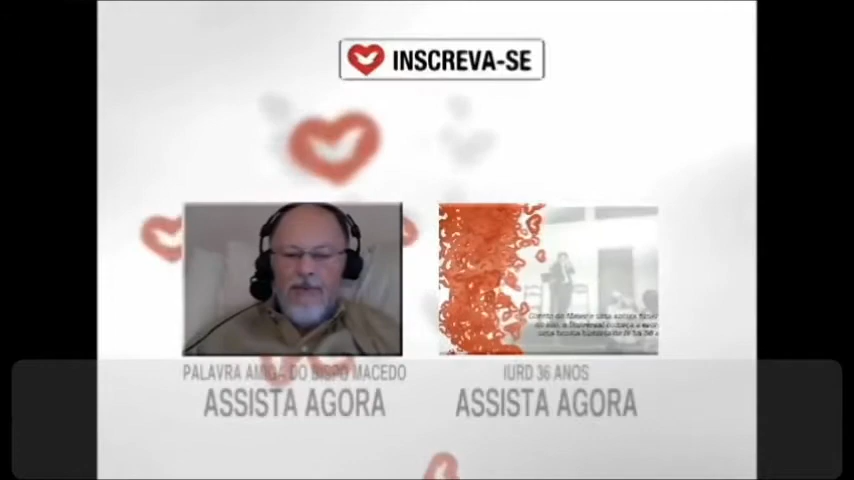 INSCREVA-SE
PALAVRA AMIGA - DO BISPO MACEDO
ASSISTA AGORA
IURD 36 ANOS
ASSISTA AGORA